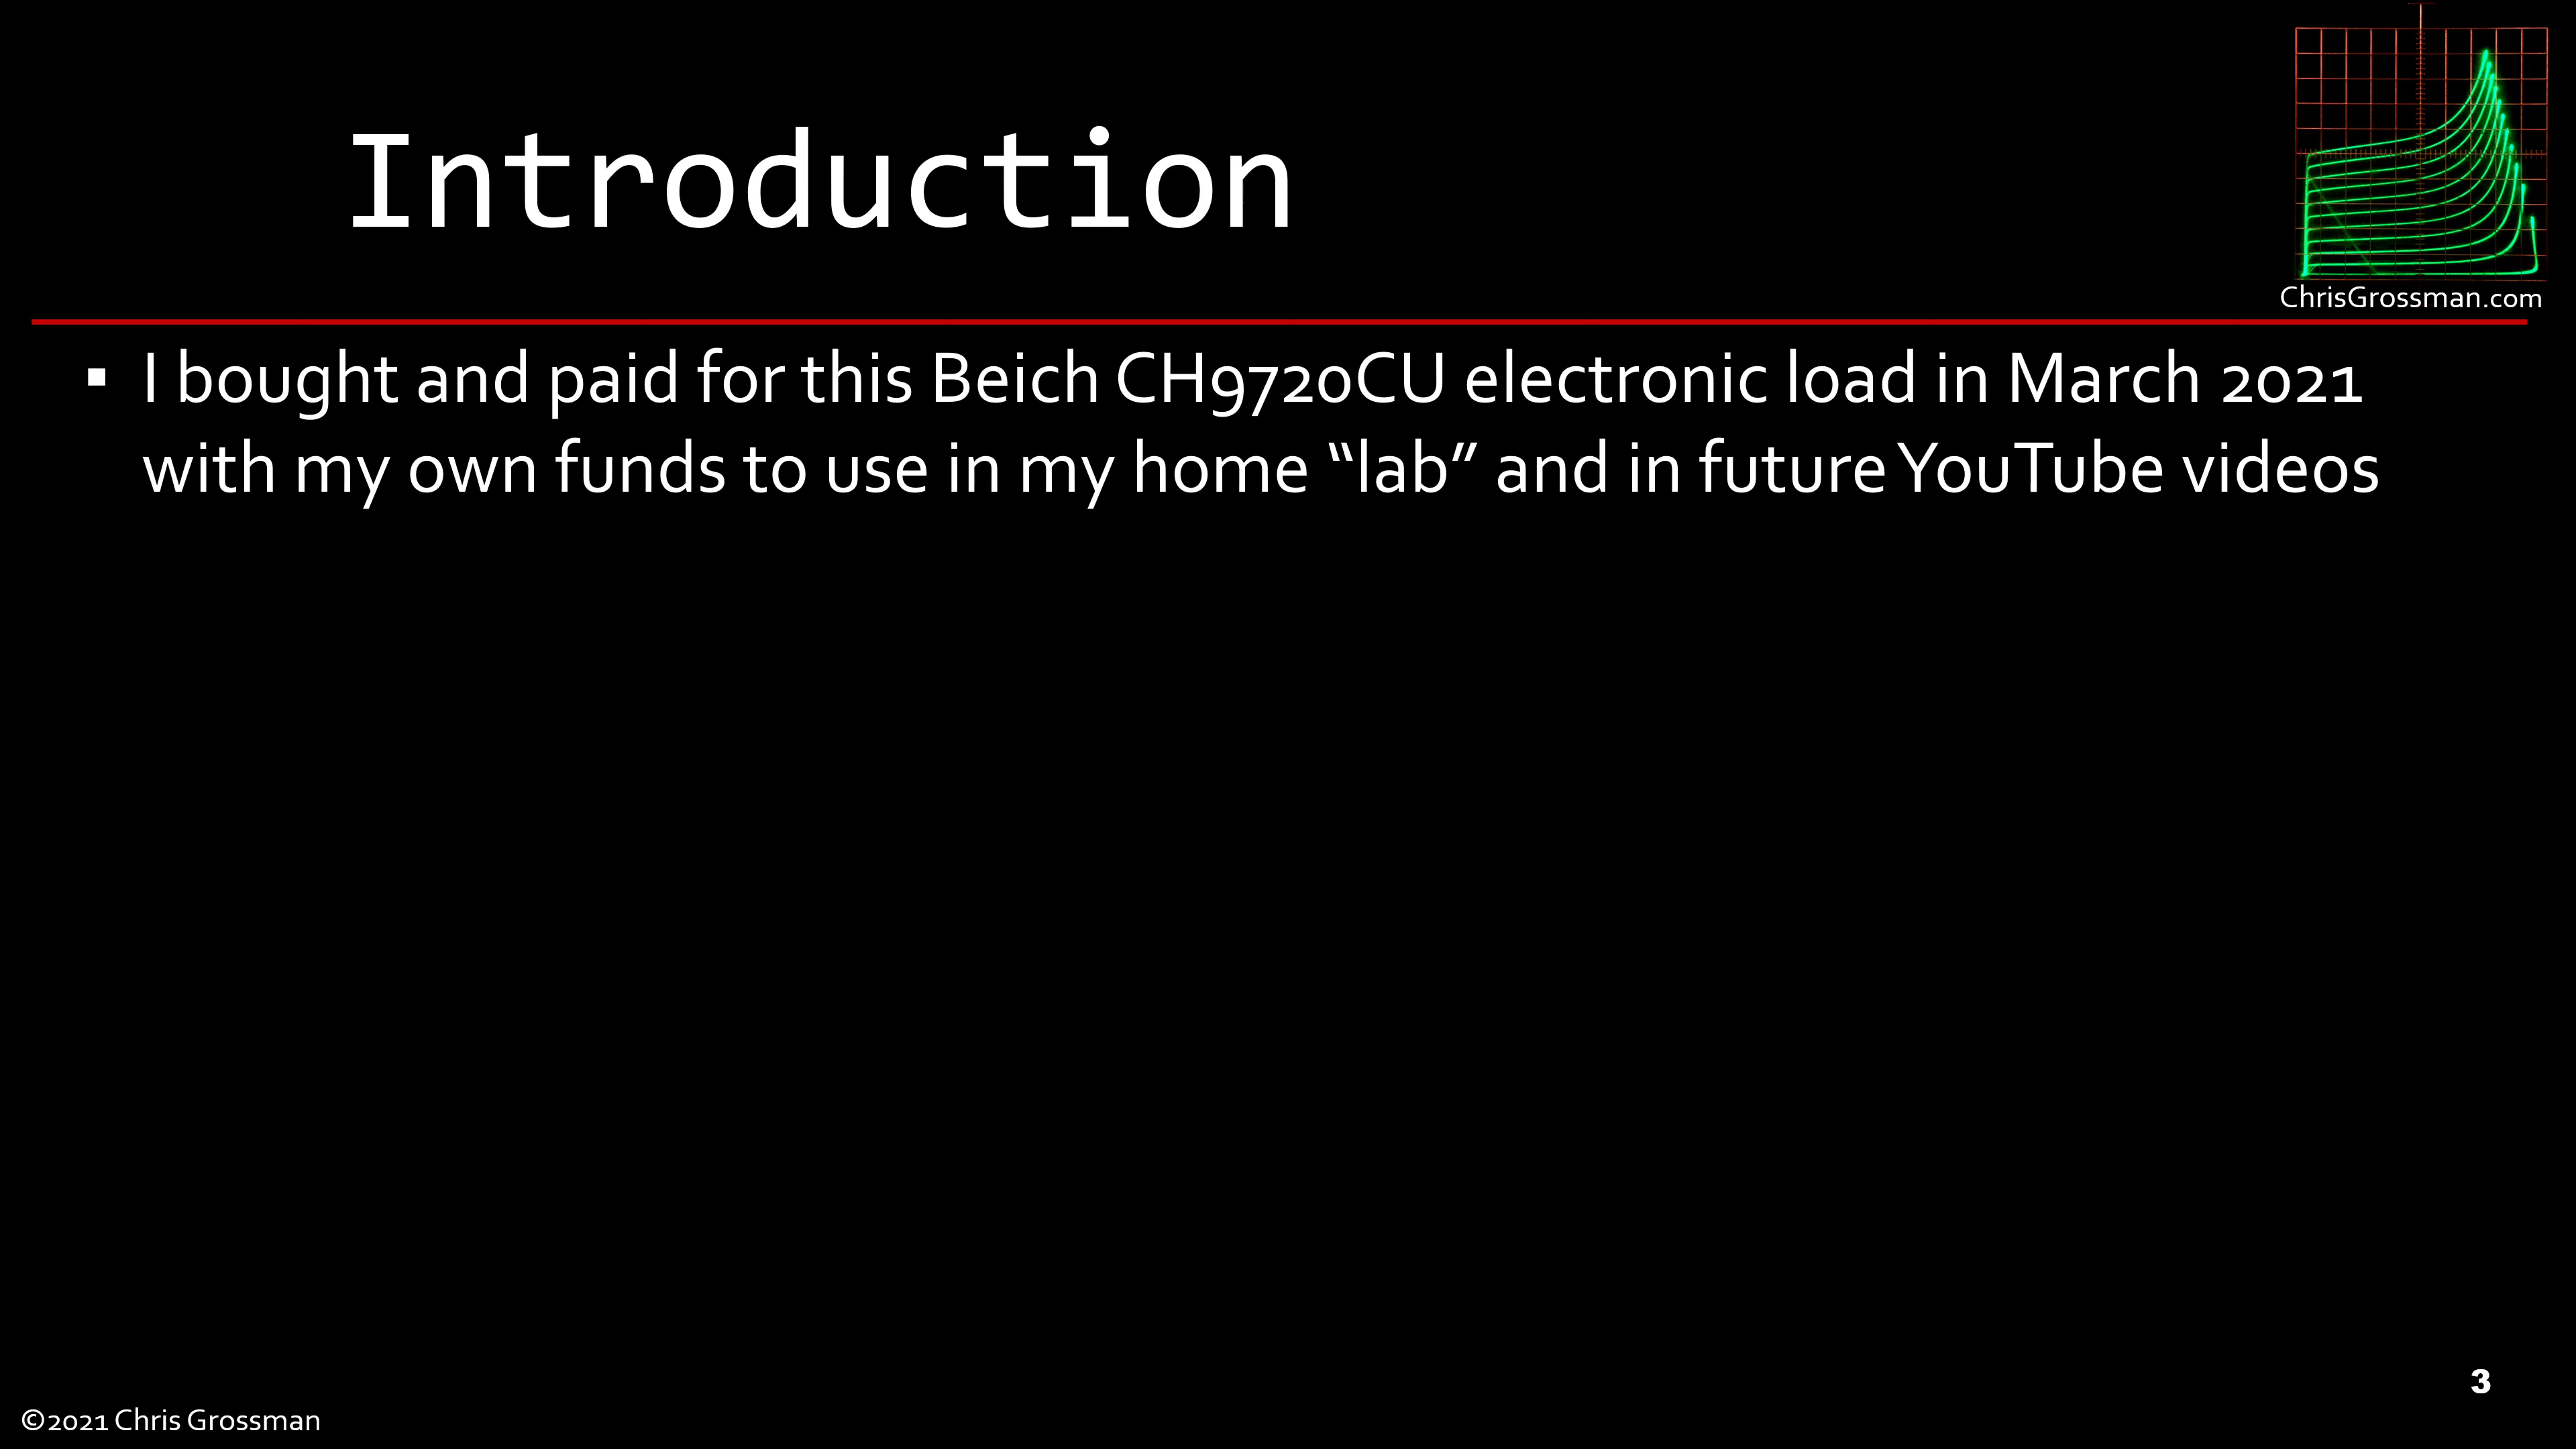 Introduction
ChrisGrossman.com
▪ I bought and paid for this Beich CH9720CU electronic load in March 2021
with my own funds to use in my home “lab” and in future YouTube videos
3
©2021 Chris Grossman